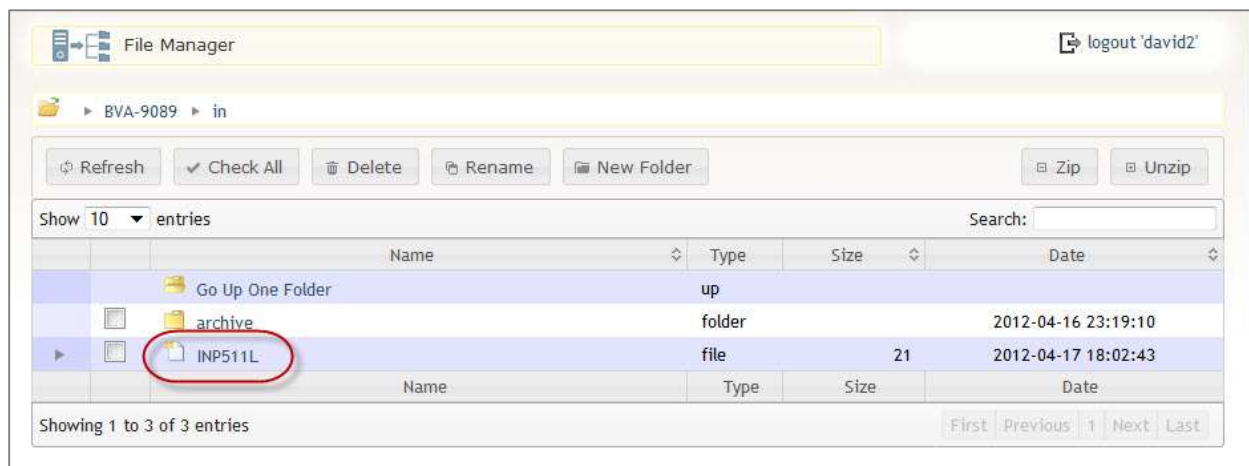 File Manager
logout 'david2'
BVA-9089 in
Refresh Check All Delete Rename New Folder Zip Unzip
Show 10 entries Search:
Name Type Size Date
Go Up One Folder up
archive folder 2012-04-16 23:19:10
INP511L file 21 2012-04-17 18:02:43
Name Type Size Date
Showing 1 to 3 of 3 entries First Previous 1 Next Last